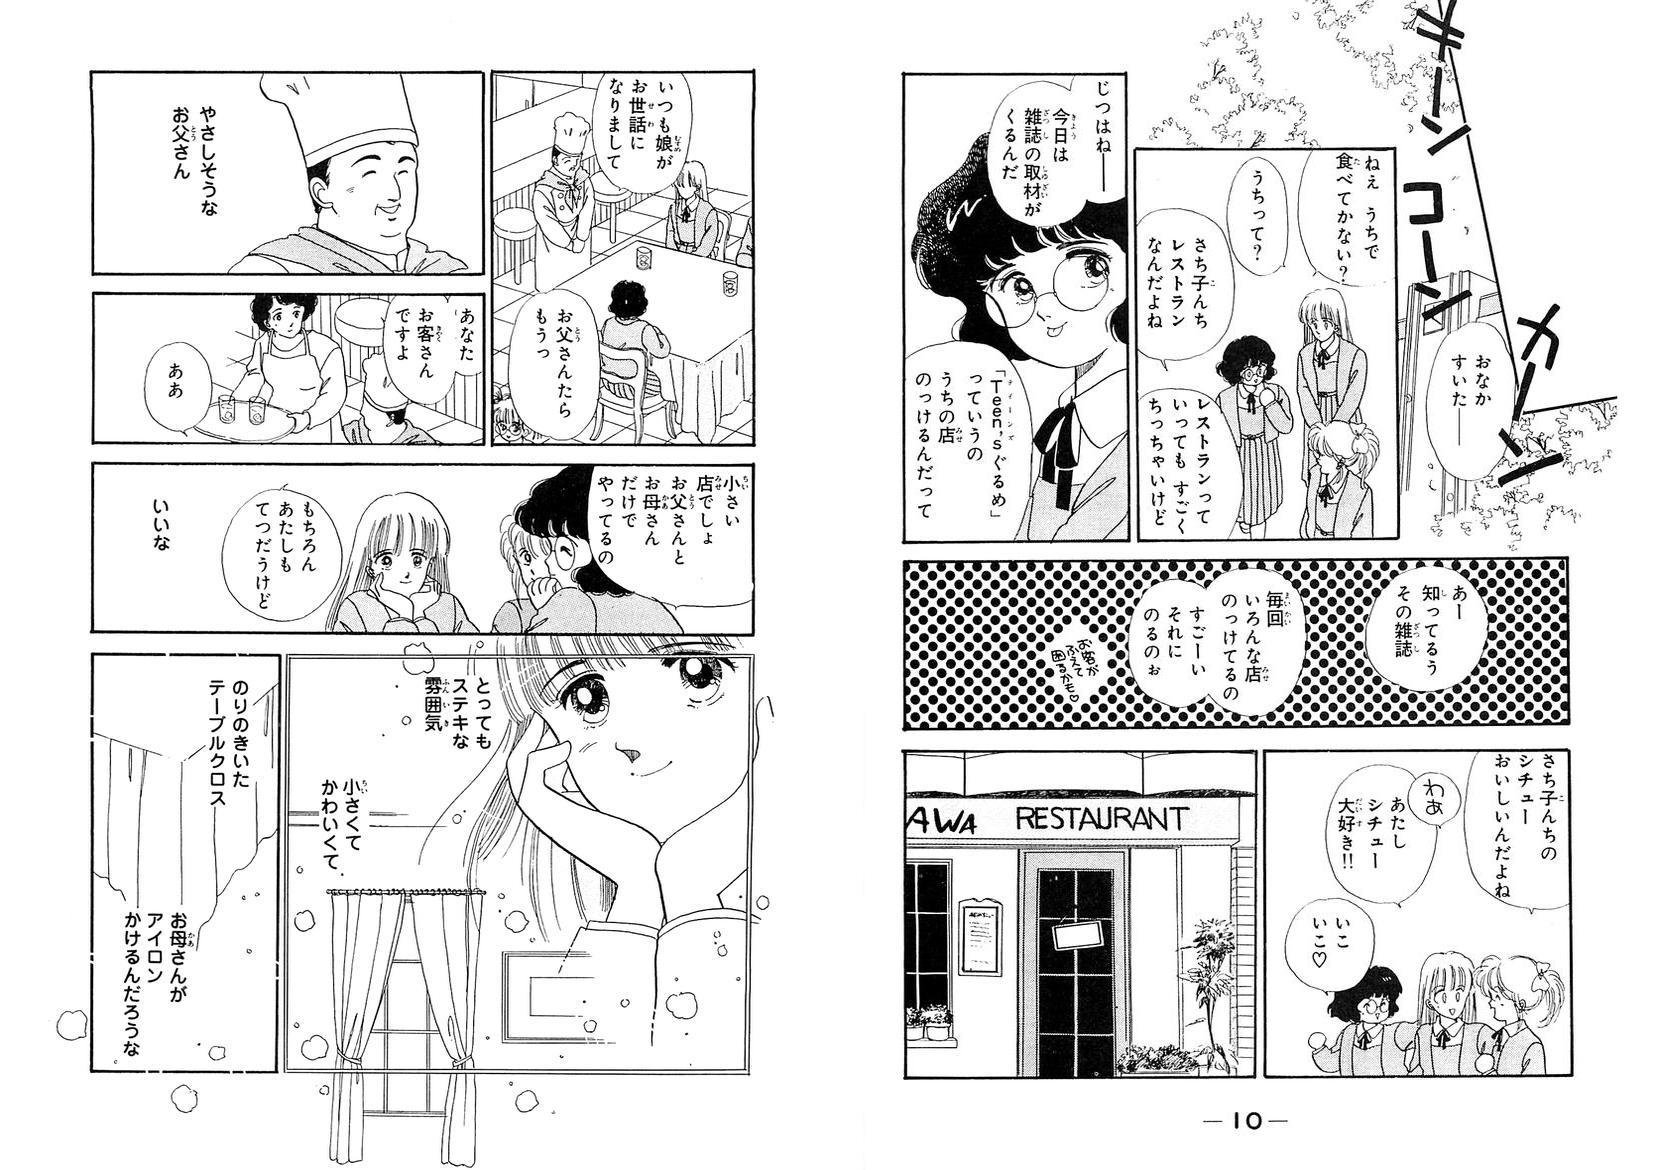 キーン コーン
カーン
おなか
すいたー
ねぇ うちで
食べてかない?
うちって?
さち子んち
レストラン
なんだよね
レストランって
いっても すごく
ちっちゃいけど
じつはねー
今日は
雑誌の取材が
くるんだ
「Teen'sぐるめ」
っていうの
うちの店
のっけるんだって
あー
知ってるぅ
その雑誌
毎回
いろんな店
のっけてるの
すごーい
それに
のるのぉ
お客が
ふえて
困るかも♡
さち子んちの
シチュー
おいしいんだよね
わぁ
あたし
シチュー
大好き!!
いこ
いこ♡
AWA RESTAURANT
—10—
いつも娘が
お世話に
なりまして
お父さんたら
もうっ
やさしそうな
お父さん
あなた
お客さん
ですよ
ああ
小さい
店でしょ
お父さんと
お母さん
だけで
やってるの
もちろん
あたしも
てつだうけど
いいな
とっても
ステキな
雰囲気
小さくて
かわいくて
のりのきいた
テーブルクロス
お母さんが
アイロン
かけるんだろうな